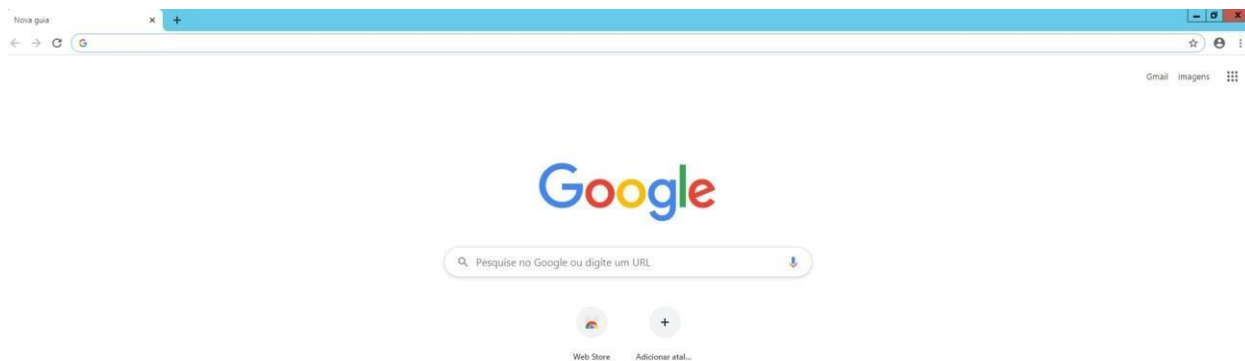 Nova guia
Gmail Imagens
Google
Pesquise no Google ou digite um URL
Web Store Adicionar atal...